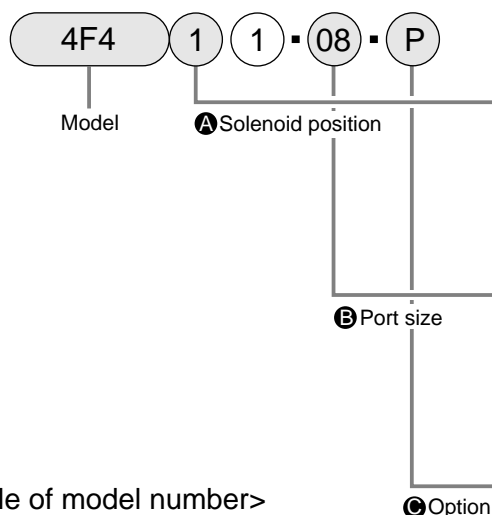 4F4 1 1 08 P
Model
A Solenoid position
B Port size
le of model number>
C Option